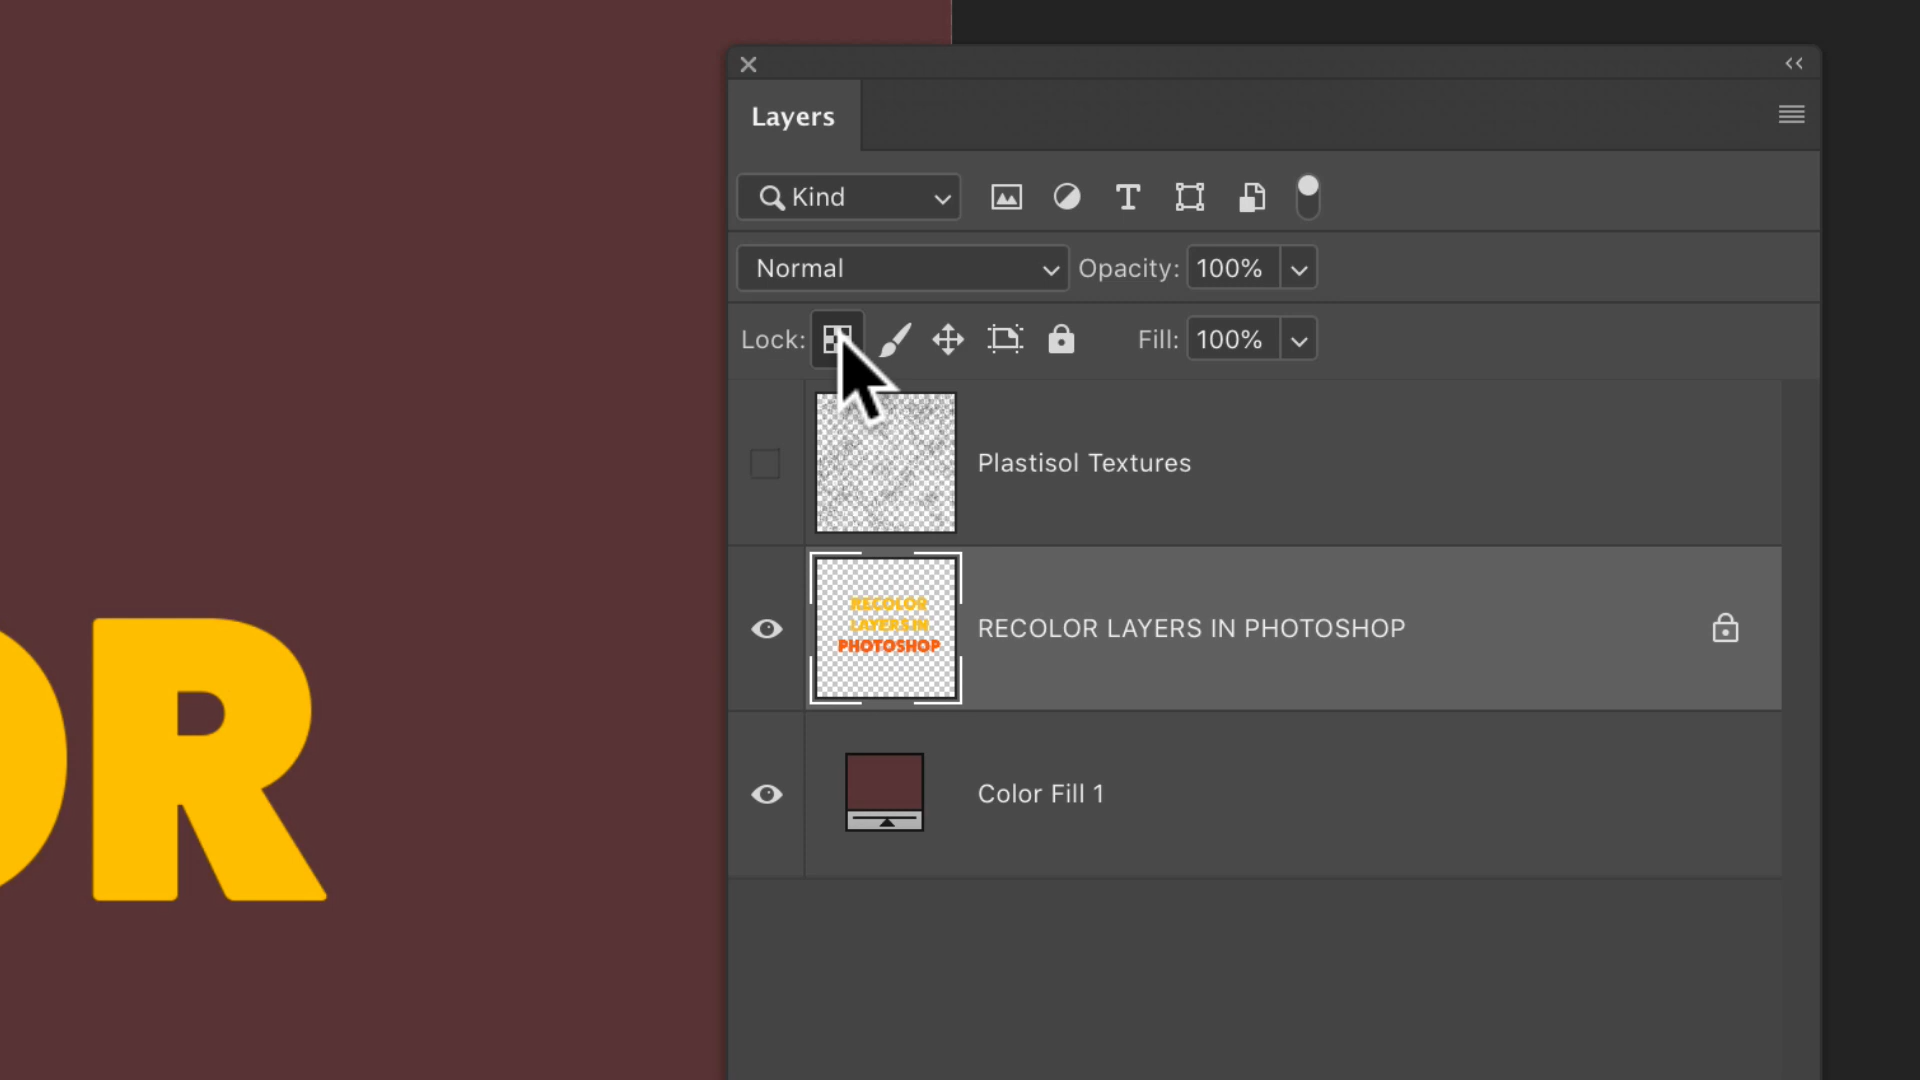 Layers
Kind
Normal
Opacity: 100%
Lock:
Fill: 100%
Plastisol Textures
RECOLOR
LAYERS IN
PHOTOSHOP
RECOLOR LAYERS IN PHOTOSHOP
Color Fill 1
OR